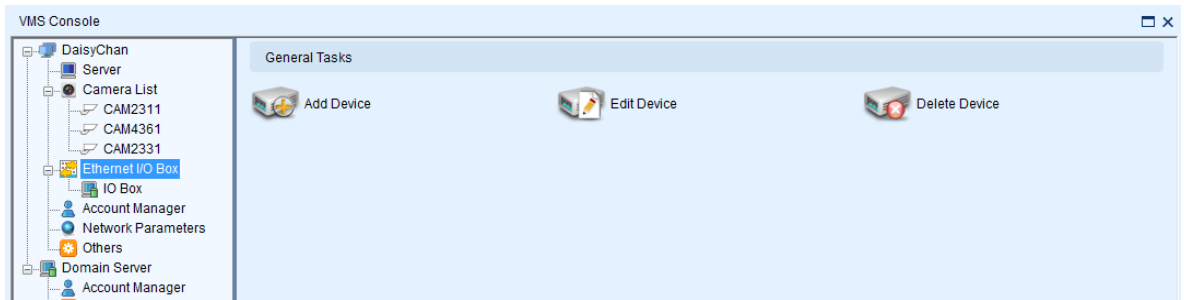 VMS Console
DaisyChan
Server
Camera List
CAM2311
CAM4361
CAM2331
Ethernet I/O Box
IO Box
Account Manager
Network Parameters
Others
Domain Server
Account Manager
General Tasks
Add Device
Edit Device
Delete Device